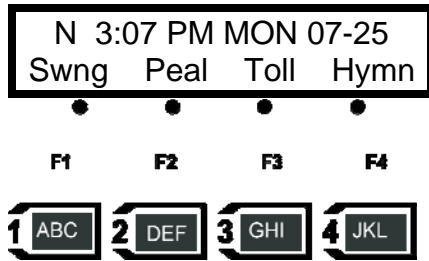 N 3:07 PM MON 07-25
Swng Peal Toll Hymn
F1 F2 F3 F4
1 ABC 2 DEF 3 GHI 4 JKL